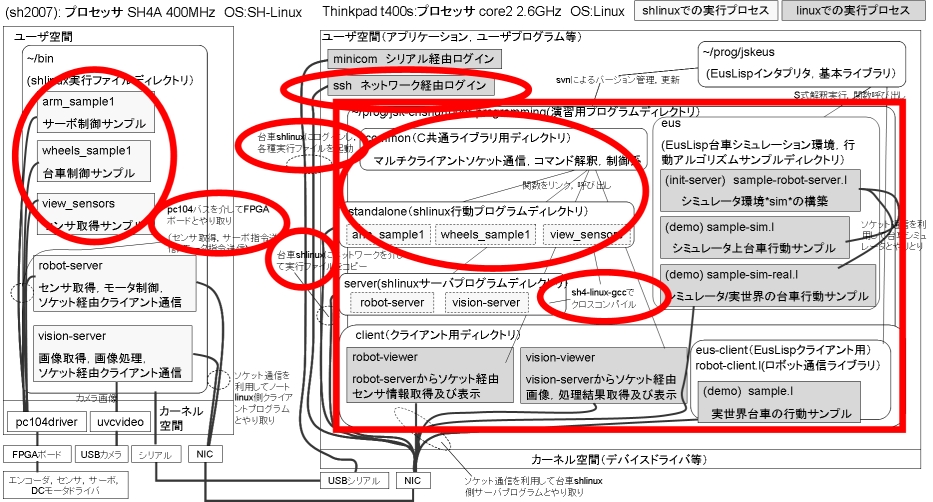 (sh2007): プロセッサ SH4A 400MHz OS:SH-Linux
Thinkpad t400s:プロセッサ core2 2.6GHz OS:Linux
shlinuxでの実行プロセス
linuxでの実行プロセス
ユーザ空間
~/bin
(shlinux実行ファイルディレクトリ)
arm_sample1
サーボ制御サンプル
wheels_sample1
台車制御サンプル
view_sensors
センサ取得サンプル
pc104バスを介してFPGA
ボードとやり取り
(センサ取得、サーボ指令送
robot-server
センサ取得、モータ制御、
ソケット経由クライアント通信
vision-server
画像取得、画像処理、
ソケット経由クライアント通信
カメラ画像
pc104driver
uvcvideo
カーネル
空間
FPGAボード
USBカメラ
シリアル
NIC
エンコーダ、センサ、サーボ、
DCモータドライバ
ソケット通信を
利用してノート
linux側クライ
アントプログラム
とやり取り
ユーザ空間(アプリケーション、ユーザプログラム等)
minicom シリアル経由ログイン
ssh ネットワーク経由ログイン
svnによるバージョン管理、更新
~/prog/jskeus
(EusLispインタプリタ、基本ライブラリ)
S式解釈実行、関数呼び出し
(演習用プログラムディレクトリ)
台車shlinuxにログインし、
各種実行ファイルを起動
common(C共通ライブラリ用ディレクトリ)
マルチクライアントソケット通信、コマンド解釈、制御系
関数をリンク、呼び出し
standalone(shlinux行動プログラムディレクトリ)
arm_sample1
wheels_sample1
view_sensors
台車shlinuxにネットワークを介し
て実行ファイルをコピー
server(shlinuxサーバプログラムディレクトリ)
robot-server
vision-server
sh4-linux-gccで
クロスコンパイル
client(クライアント用ディレクトリ)
robot-viewer
robot-serverからソケット経由
センサ情報取得及び表示
vision-viewer
vision-serverからソケット経由
画像、処理結果取得及び表示
eus
(EusLisp台車シミュレーション環境、行
動アルゴリズムサンプルディレクトリ)
(init-server) sample-robot-server.l
シミュレータ環境*sim*の構築
(demo) sample-sim.l
シミュレータ上台車行動サンプル
(demo) sample-sim-real.l
シミュレータ/実世界の台車行動サンプル
ソケット通信を利
用し台車シミュ
レータとやりとり
eus-client(EusLispクライアント用)
robot-client.l(ロボット通信ライブラリ)
(demo) sample.l
実世界台車の行動サンプル
カーネル空間(デバイスドライバ等)
USBシリアル
NIC
ソケット通信を利用して台車shlinux
側サーバプログラムとやり取り